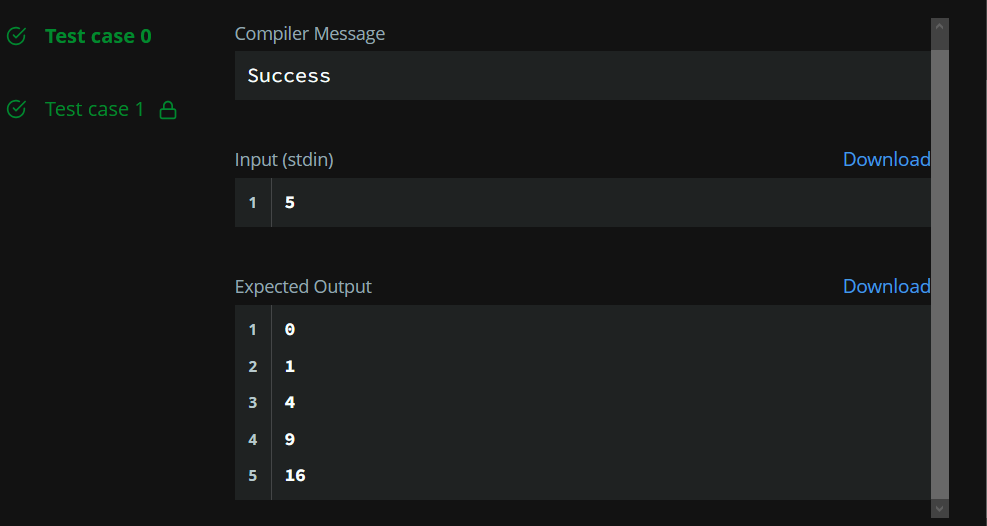 Test case 0
Test case 1
Compiler Message
Success
Input (stdin) Download
1 5
Expected Output Download
1 0
2 1
3 4
4 9
5 16